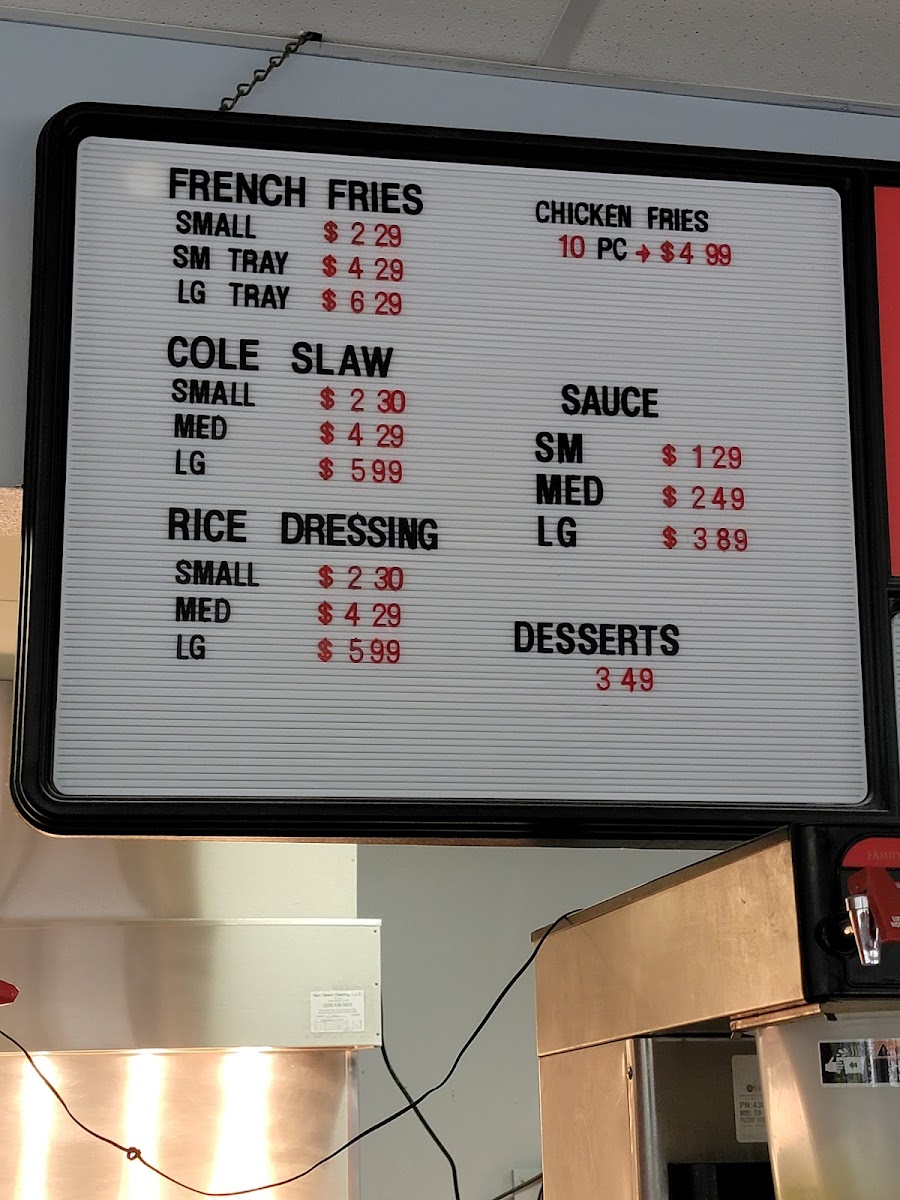 FRENCH FRIES
SMALL $ 2 29
SM TRAY $ 4 29
LG TRAY $ 6 29
COLE SLAW
SMALL $ 2 30
MED $ 4 29
LG $ 5 99
RICE DRESSING
SMALL $ 2 30
MED $ 4 29
LG $ 5 99
CHICKEN FRIES
10 PC → $ 4 99
SAUCE
SM $ 1 29
MED $ 2 49
LG $ 3 89
DESSERTS
3 49